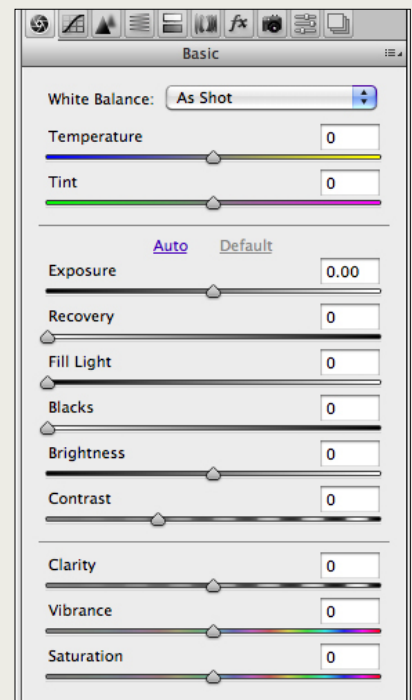 fx
Basic
White Balance: As Shot
Temperature 0
Tint 0
Auto Default
Exposure 0.00
Recovery 0
Fill Light 0
Blacks 0
Brightness 0
Contrast 0
Clarity 0
Vibrance 0
Saturation 0